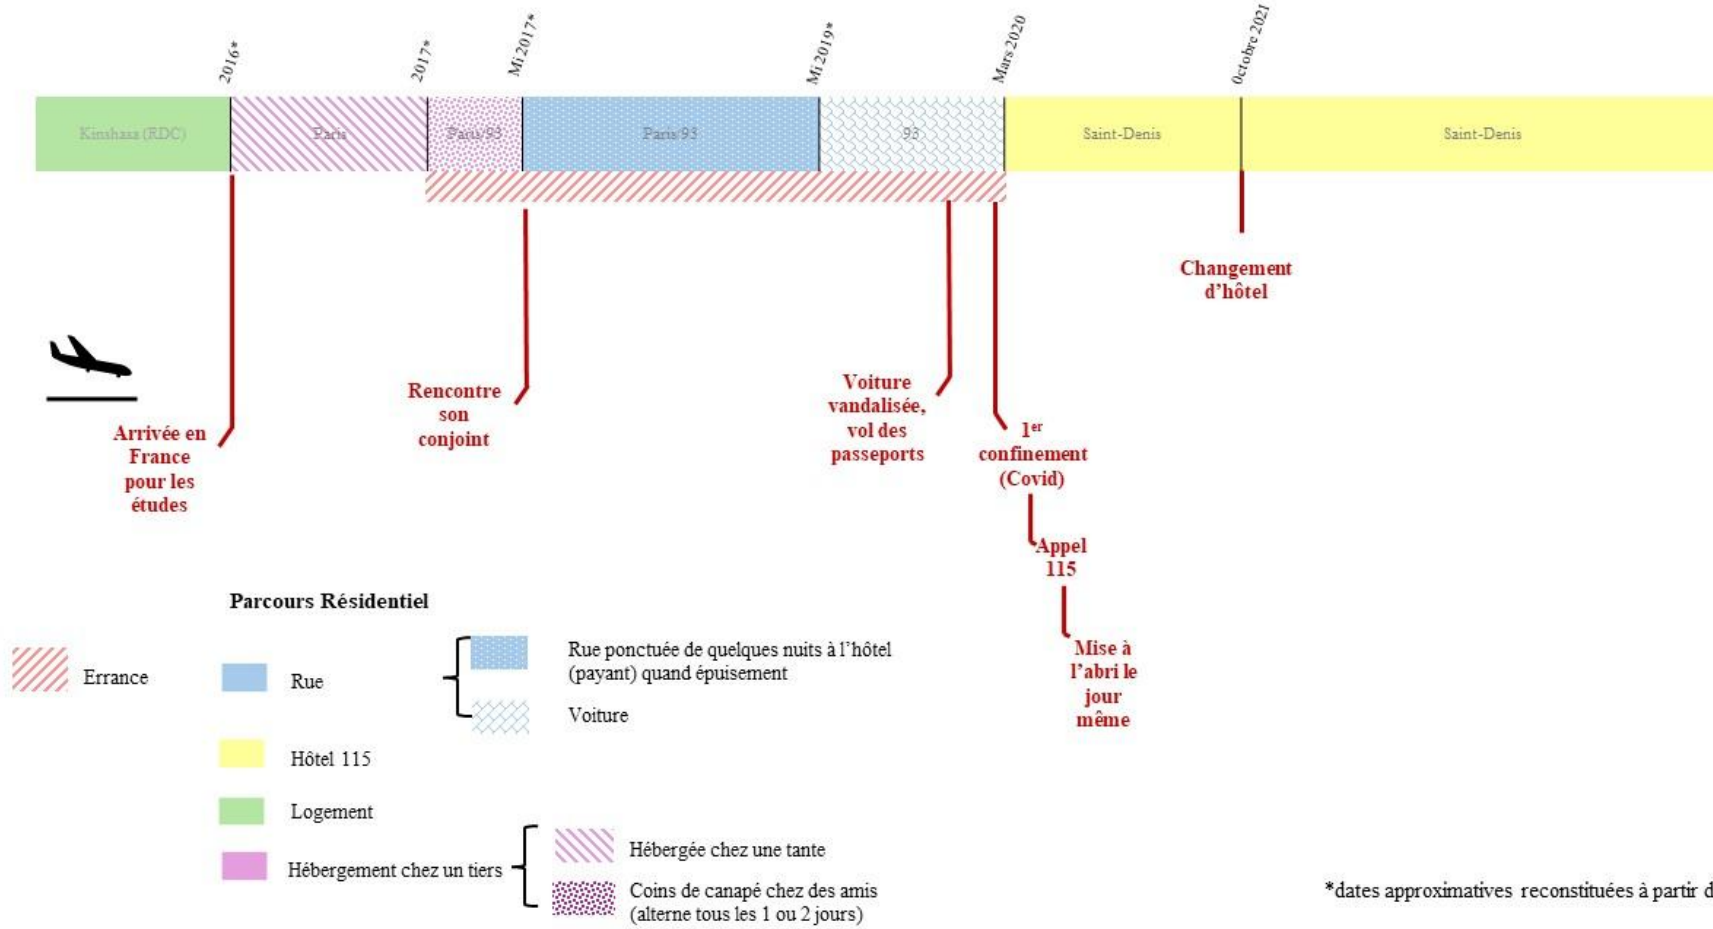 2016*
2017*
Mi 2017*
Mi 2019*
Mars 2020
Octobre 2021
Kinshasa (RDC)
Paris
Paris/93
Paris/93
93
Saint-Denis
Saint-Denis
Changement
d’hôtel
Rencontre
son
conjoint
Voiture
vandalisée,
vol des
passeports
Arrivée en
France
pour les
études
1er
confinement
(Covid)
Appel
115
Mise à
l’abri le
jour
même
Parcours Résidentiel
Errance
Rue
Rue ponctuée de quelques nuits à l’hôtel
(payant) quand épuisement
Voiture
Hôtel 115
Logement
Hébergement chez un tiers
Hébergée chez une tante
Coins de canapé chez des amis
(alterne tous les 1 ou 2 jours)
*dates approximatives reconstituées à partir d